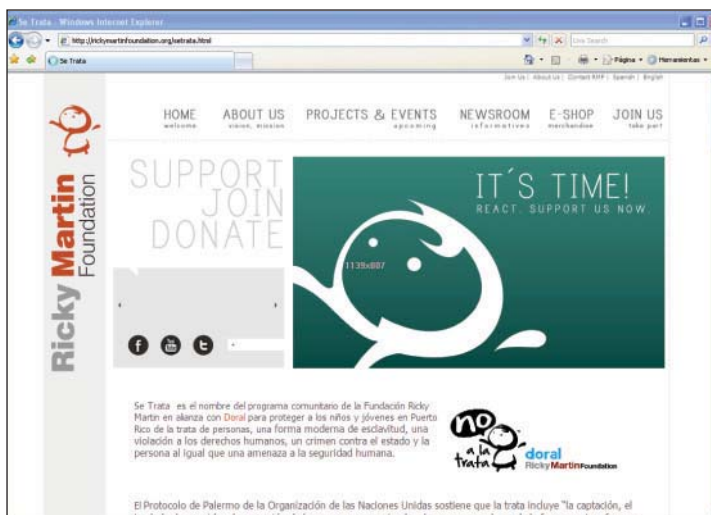 Se Trata - Windows Internet Explorer
http://rickymartinfoundation.org/setrata.html
Live Search
Se Trata
Página
Herramientas
Join Us | About Us | Contact RMF | Spanish | English
HOME
welcome
ABOUT US
vision, mission
PROJECTS & EVENTS
upcoming
NEWSROOM
informatives
E-SHOP
merchandise
JOIN US
take part
Ricky Martin
Foundation
SUPPORT
JOIN
DONATE
IT´S TIME!
REACT. SUPPORT US NOW.
1139x807
Se Trata es el nombre del programa comunitario de la Fundación Ricky
Martin en alianza con Doral para proteger a los niños y jóvenes en Puerto
Rico de la trata de personas, una forma moderna de esclavitud, una
violación a los derechos humanos, un crimen contra el estado y la
persona al igual que una amenaza a la seguridad humana.
no
a la
trata
doral
Ricky Martin Foundation
El Protocolo de Palermo de la Organización de las Naciones Unidas sostiene que la trata incluye "la captación, el